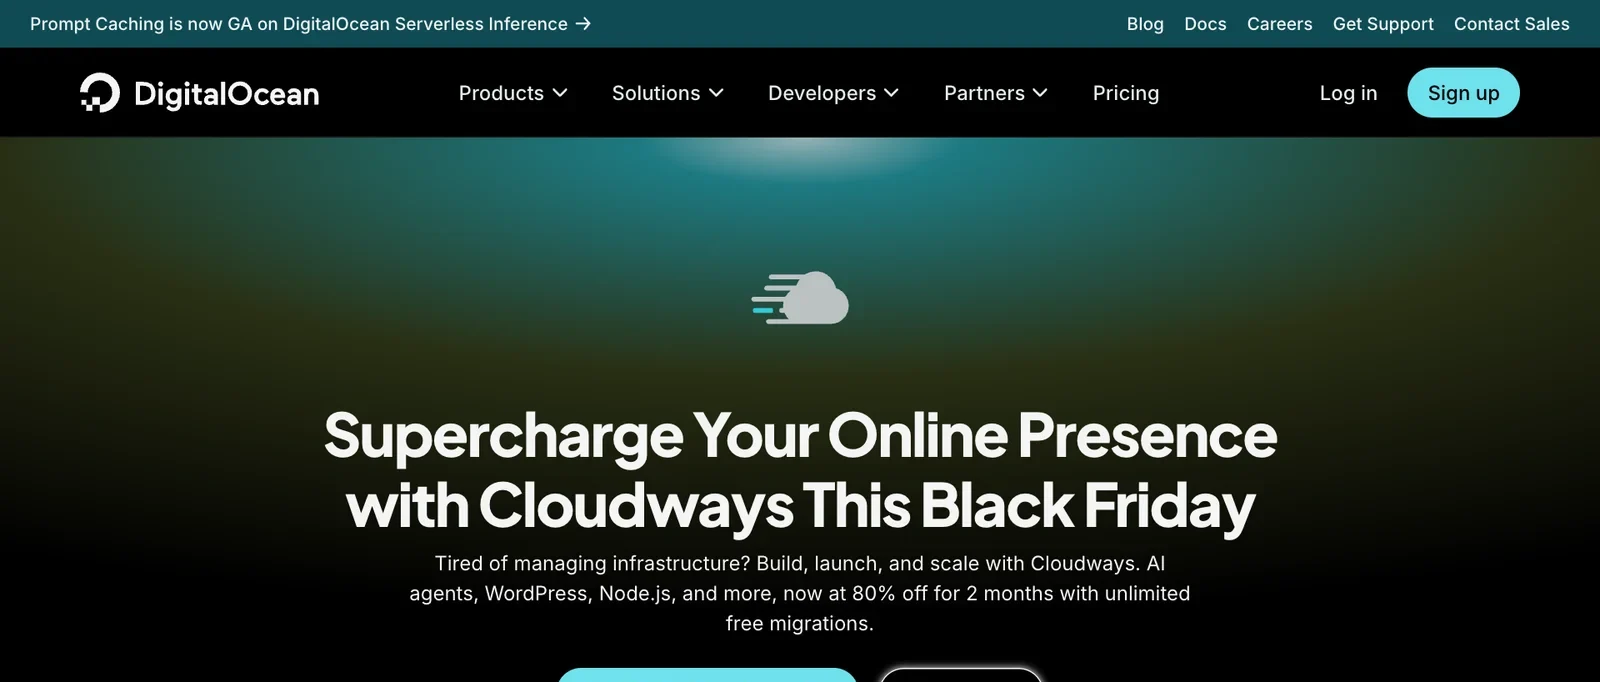 Prompt Caching is now GA on DigitalOcean Serverless Inference →
Blog Docs Careers Get Support Contact Sales
DigitalOcean
Products Solutions Developers Partners Pricing
Log in Sign up
Supercharge Your Online Presence
with Cloudways This Black Friday
Tired of managing infrastructure? Build, launch, and scale with Cloudways. AI
agents, WordPress, Node.js, and more, now at 80% off for 2 months with unlimited
free migrations.